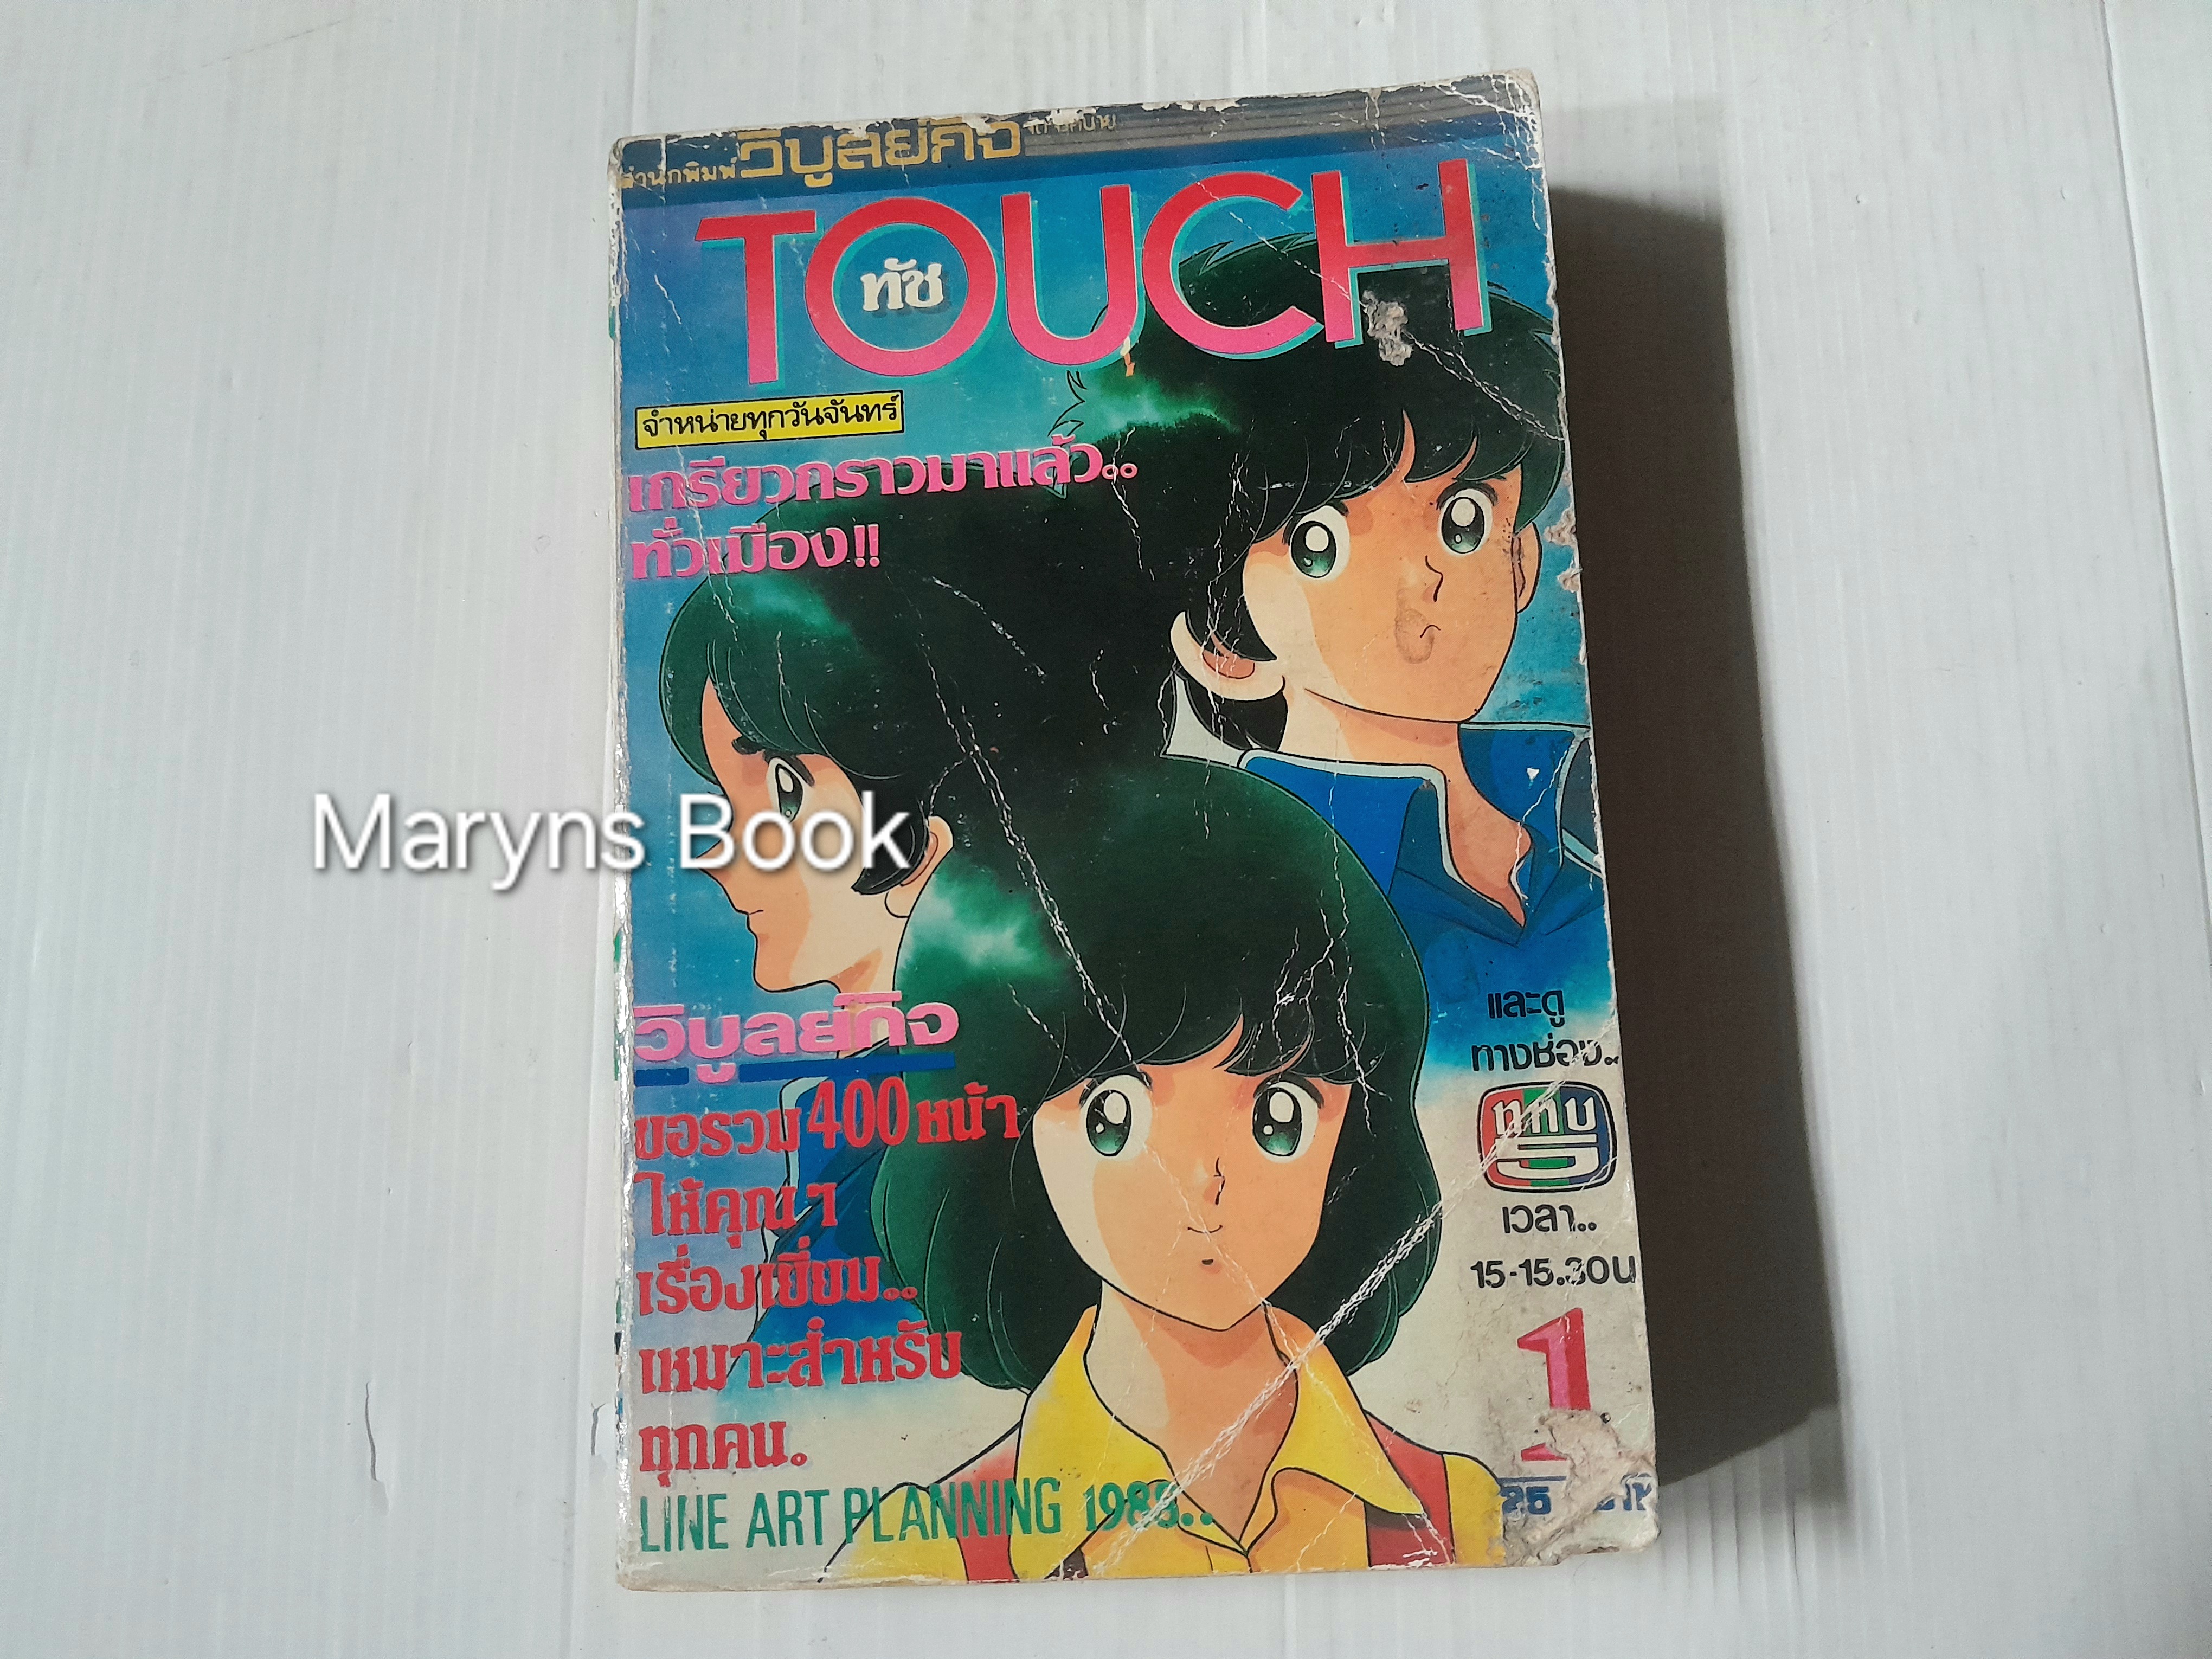 สำนักพิมพ์ วิบูลย์กิจ
TOUCH
ทัช
จำหน่ายทุกวันจันทร์
เกรียวกราวมาแล้ว..
ทั่วเมือง!!
Maryns Book
วิบูลย์กิจ
ขอรวม 400 หน้า
ให้คุณๆ
เรื่องเยี่ยม..
เหมาะสำหรับ
ทุกคน.
LINE ART PLANNING
และดู
ทางช่อง..
ททบ
5
เวลา..
15-15.30น
1
25 บาท